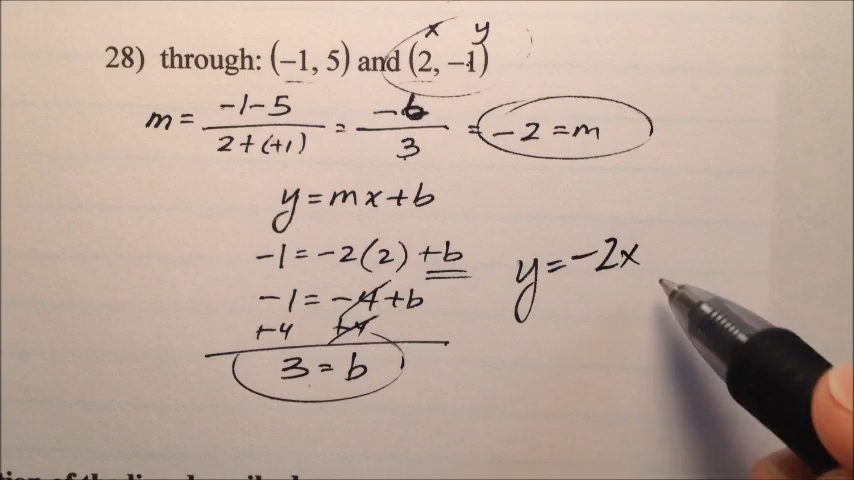 x y
28) through: (−1, 5) and (2, −1)
m = -1-5 / 2+(+1) = -6 / 3 = -2 = m
y = mx + b
-1 = -2(2) + b
y = -2x
-1 = -4 + b
+4 +4
3 = b